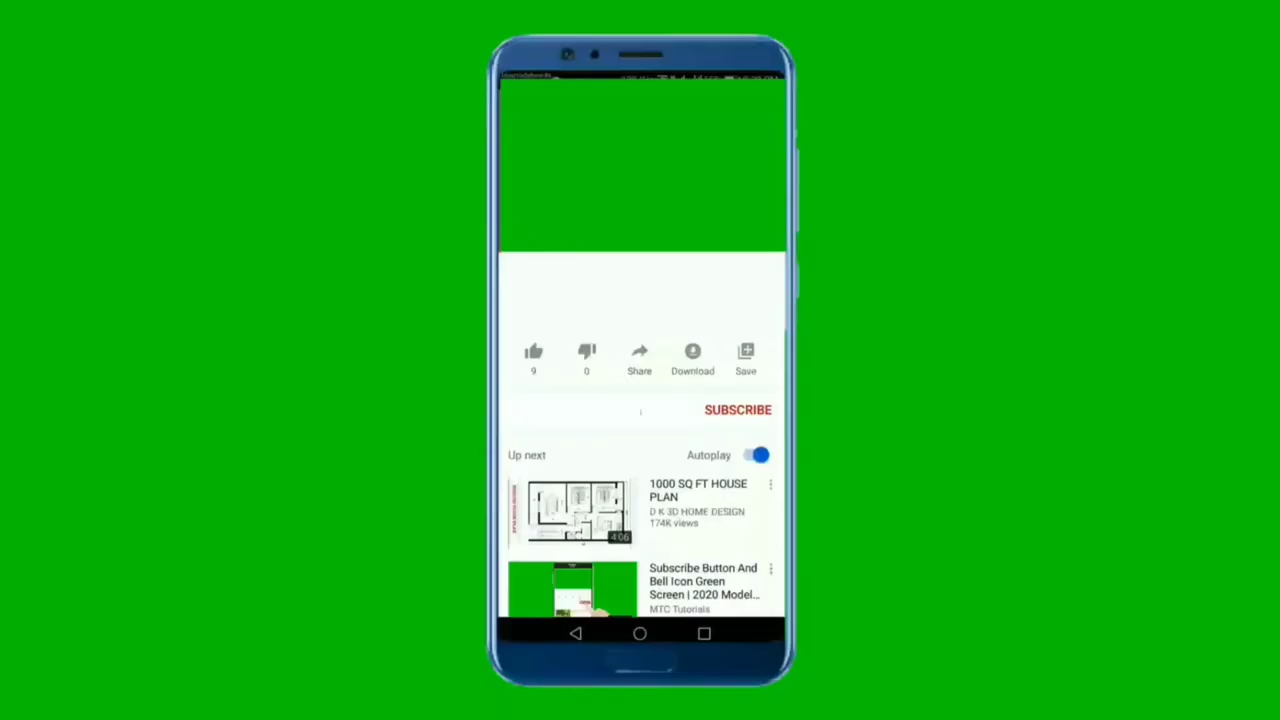 9
0
Share
Download
Save
SUBSCRIBE
Up next
Autoplay
1000 SQ FT HOUSE
PLAN
D K 3D HOME DESIGN
174K views
4:06
Subscribe Button And
Bell Icon Green
Screen | 2020 Model...
MTC Tutorials